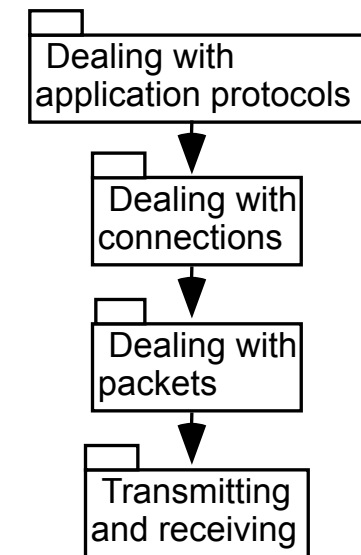 Dealing with
application protocols
Dealing with
connections
Dealing with
packets
Transmitting
and receiving